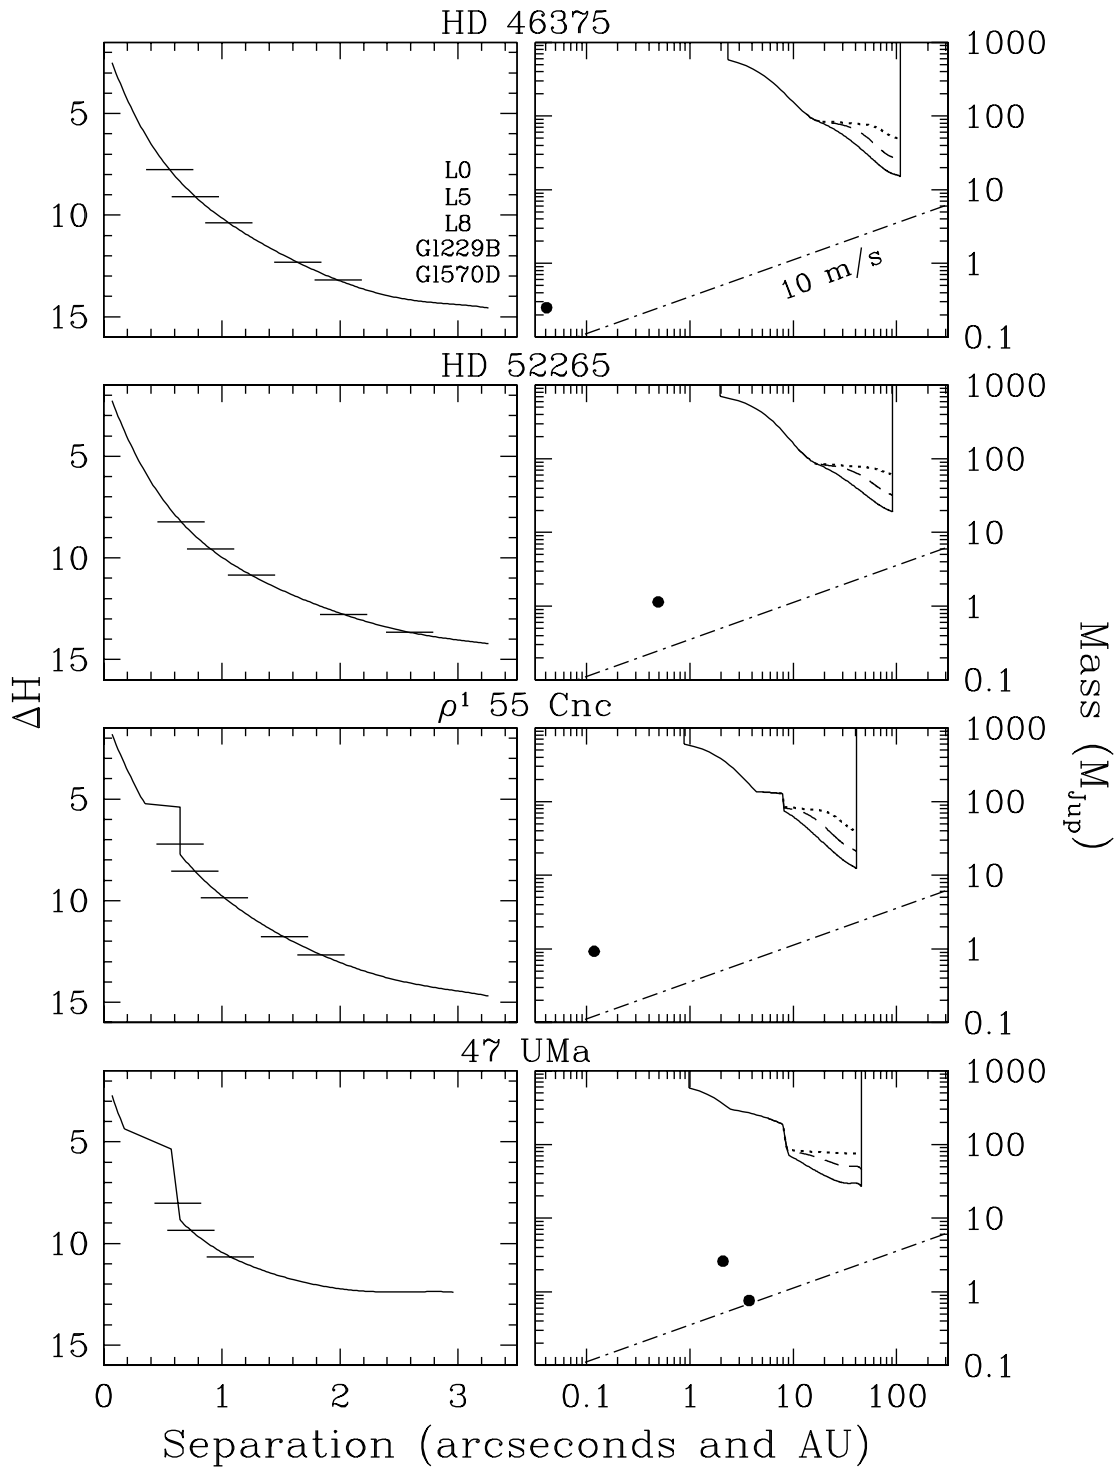 HD 46375
5
10
15
L0
L5
L8
Gl229B
Gl570D
10 m/s
1000
100
10
1
0.1
HD 52265
5
10
15
1000
100
10
1
0.1
ρ¹ 55 Cnc
5
10
15
1000
100
10
1
0.1
47 UMa
5
10
15
1000
100
10
1
0.1
0 1 2 3
0.1 1 10 100
ΔH
Mass (M_Jup)
Separation (arcseconds and AU)